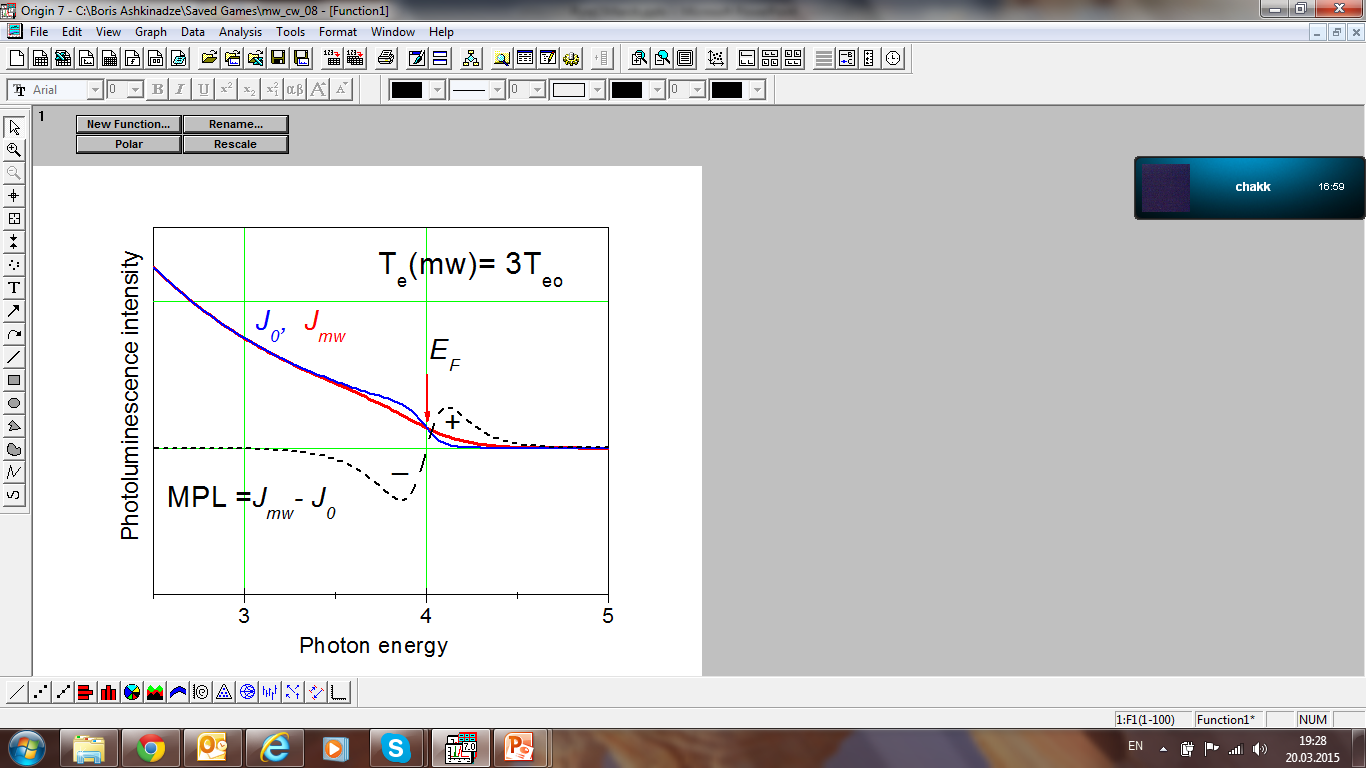 Origin 7 - C:\Boris Ashkinadze\Saved Games\mw_cw_08 - [Function1]
File Edit View Graph Data Analysis Tools Format Window Help
Arial 0 B I U x² x₂ αβ A A 0 0
1
New Function... Rename...
Polar Rescale
chakk 16:59
Te(mw)= 3Teo
J0, Jmw
EF
+
–
MPL =Jmw- J0
Photoluminescence intensity
3 4 5
Photon energy
1:F1(1-100) Function1* NUM
EN 19:28
20.03.2015